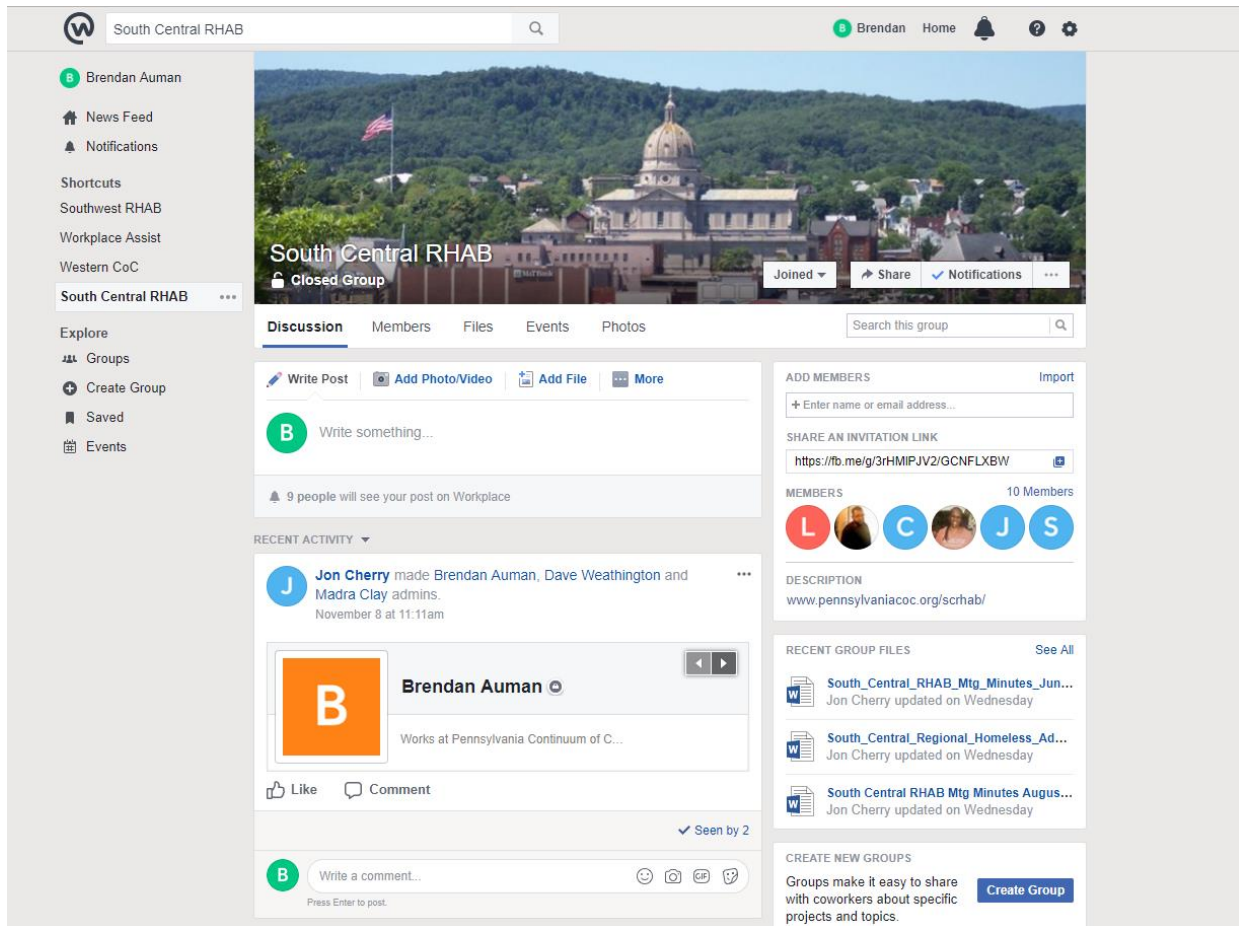 South Central RHAB
B Brendan Home
B Brendan Auman
News Feed
Notifications
Shortcuts
Southwest RHAB
Workplace Assist
Western CoC
South Central RHAB
Explore
Groups
Create Group
Saved
Events
South Central RHAB
Closed Group
Joined Share Notifications
Discussion Members Files Events Photos Search this group
Write Post Add Photo/Video Add File More
B Write something...
9 people will see your post on Workplace
RECENT ACTIVITY
J Jon Cherry made Brendan Auman, Dave Weathington and
Madra Clay admins.
November 8 at 11:11am
B Brendan Auman
Works at Pennsylvania Continuum of C...
Like Comment
Seen by 2
B Write a comment... GIF
Press Enter to post.
ADD MEMBERS Import
+ Enter name or email address...
SHARE AN INVITATION LINK
https://fb.me/g/3rHMIPJV2/GCNFLXBW
MEMBERS 10 Members
L C J S
DESCRIPTION
www.pennsylvaniacoc.org/scrhab/
RECENT GROUP FILES See All
South_Central_RHAB_Mtg_Minutes_Jun...
Jon Cherry updated on Wednesday
South_Central_Regional_Homeless_Ad...
Jon Cherry updated on Wednesday
South Central RHAB Mtg Minutes Augus...
Jon Cherry updated on Wednesday
CREATE NEW GROUPS
Groups make it easy to share
with coworkers about specific
projects and topics.
Create Group